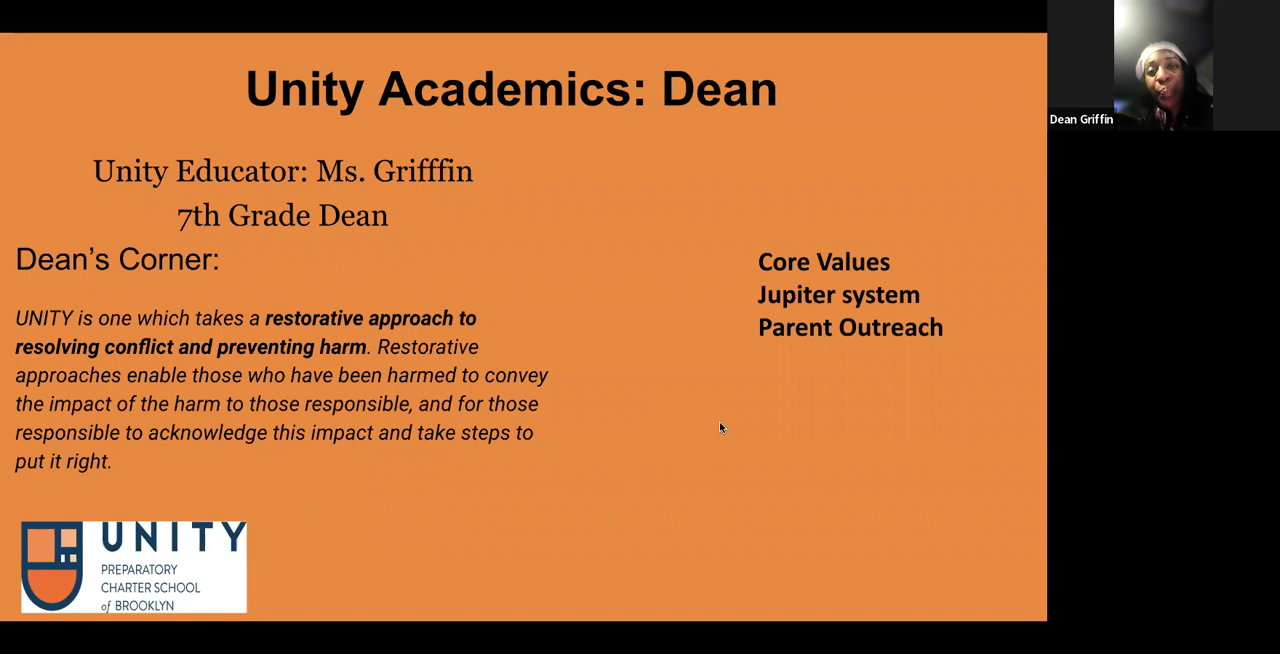 Unity Academics: Dean
Unity Educator: Ms. Grifffin
7th Grade Dean
Dean’s Corner:
UNITY is one which takes a restorative approach to
resolving conflict and preventing harm. Restorative
approaches enable those who have been harmed to convey
the impact of the harm to those responsible, and for those
responsible to acknowledge this impact and take steps to
put it right.
Core Values
Jupiter system
Parent Outreach
UNITY
PREPARATORY
CHARTER SCHOOL
of BROOKLYN
Dean Griffin